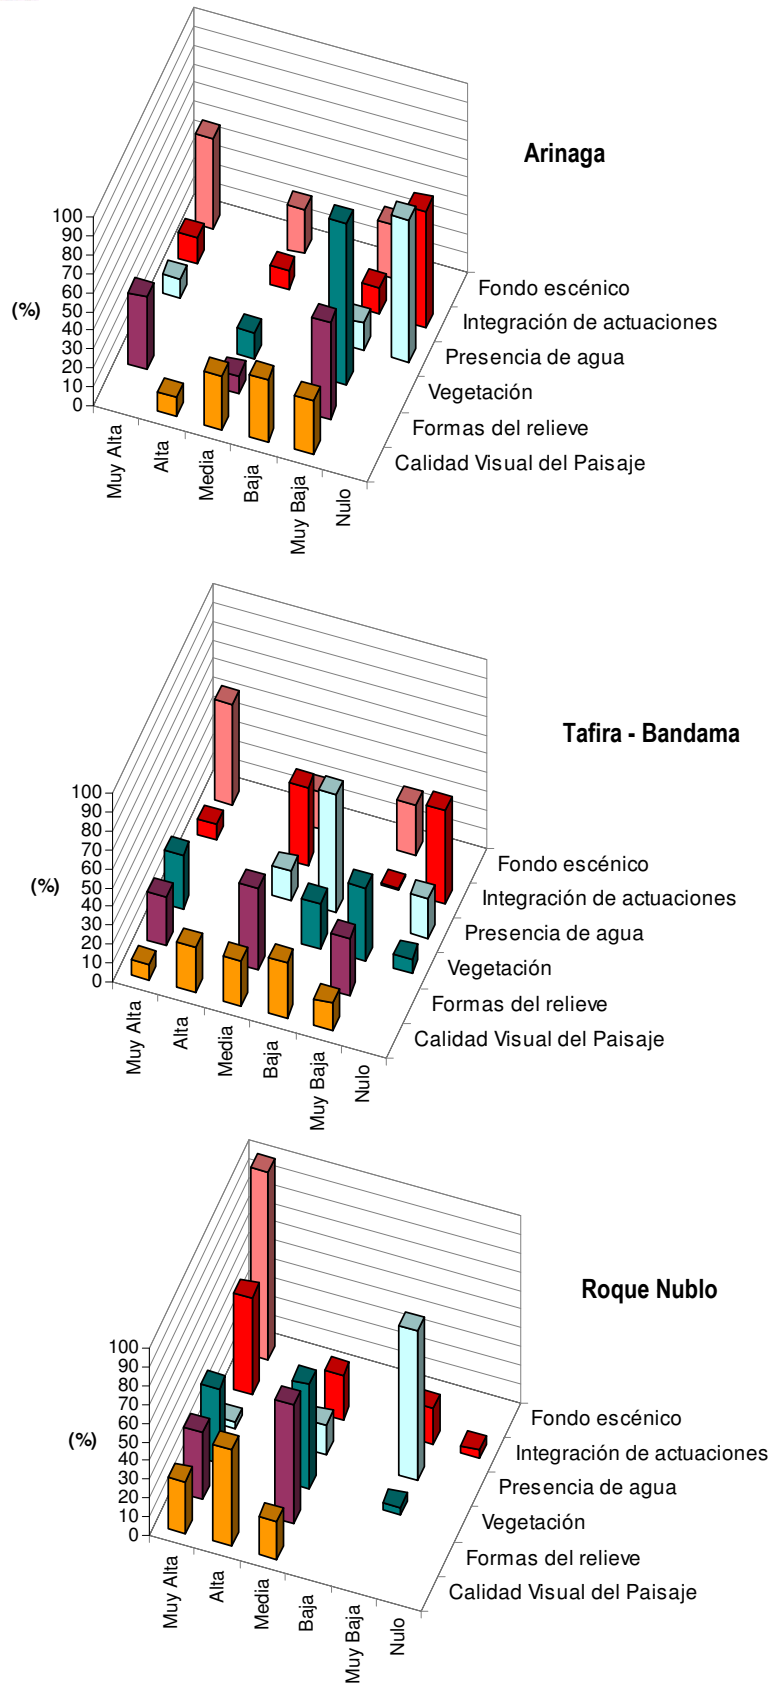 Arinaga
100
90
80
70
60
50
40
30
20
10
0
(%)
Muy Alta
Alta
Media
Baja
Muy Baja
Nulo
Fondo escénico
Integración de actuaciones
Presencia de agua
Vegetación
Formas del relieve
Calidad Visual del Paisaje
Tafira - Bandama
100
90
80
70
60
50
40
30
20
10
0
(%)
Muy Alta
Alta
Media
Baja
Muy Baja
Nulo
Fondo escénico
Integración de actuaciones
Presencia de agua
Vegetación
Formas del relieve
Calidad Visual del Paisaje
Roque Nublo
100
90
80
70
60
50
40
30
20
10
0
(%)
Muy Alta
Alta
Media
Baja
Muy Baja
Nulo
Fondo escénico
Integración de actuaciones
Presencia de agua
Vegetación
Formas del relieve
Calidad Visual del Paisaje